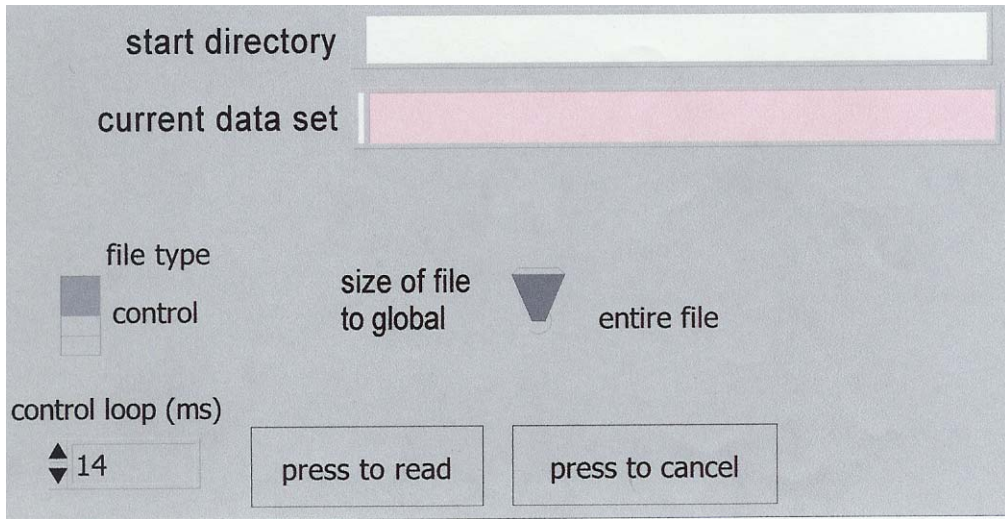 start directory
current data set
file type
control
size of file
to global
entire file
control loop (ms)
14
press to read
press to cancel